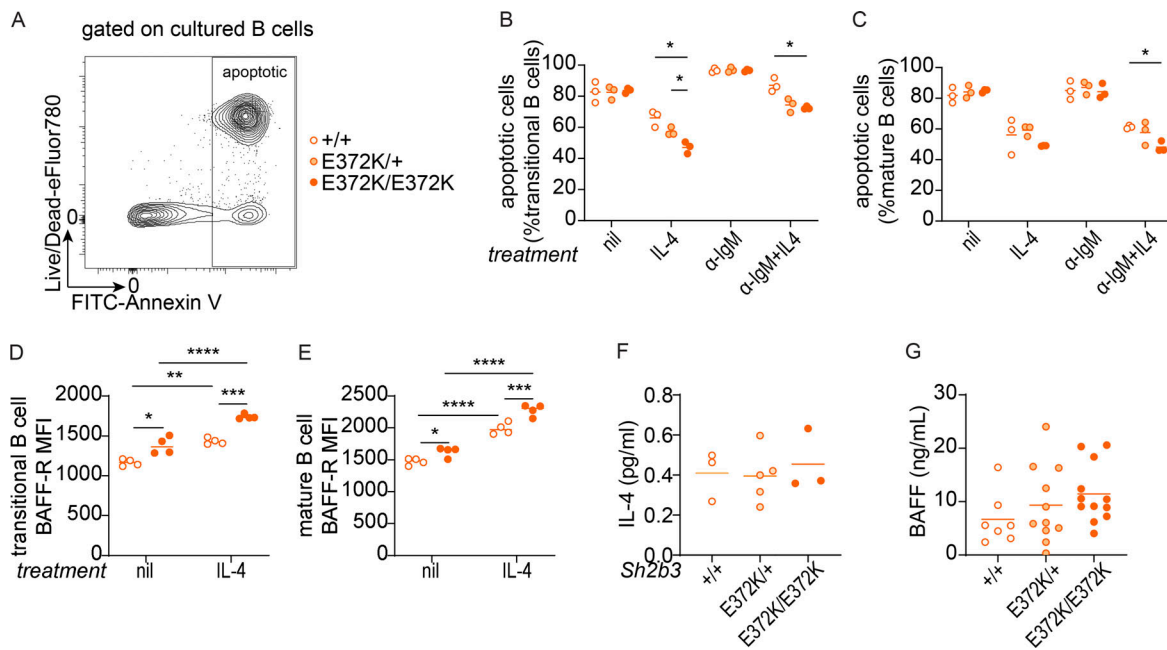 A
gated on cultured B cells
apoptotic
Live/Dead-eFluor780
0
0
FITC-Annexin V
+/+
E372K/+
E372K/E372K
B
apoptotic cells
(%transitional B cells)
100
80
60
40
20
0
*
*
*
treatment
nil
IL-4
α-IgM
α-IgM+IL4
C
apoptotic cells
(%mature B cells)
100
80
60
40
20
0
*
nil
IL-4
α-IgM
α-IgM+IL4
D
transitional B cell
BAFF-R MFI
2000
1500
1000
500
0
****
**
***
*
treatment
nil
IL-4
E
mature B cell
BAFF-R MFI
2500
2000
1500
1000
500
0
****
****
***
*
nil
IL-4
F
IL-4 (pg/ml)
0.8
0.6
0.4
0.2
0.0
Sh2b3
+/+
E372K/+
E372K/E372K
G
BAFF (ng/mL)
30
20
10
0
+/+
E372K/+
E372K/E372K